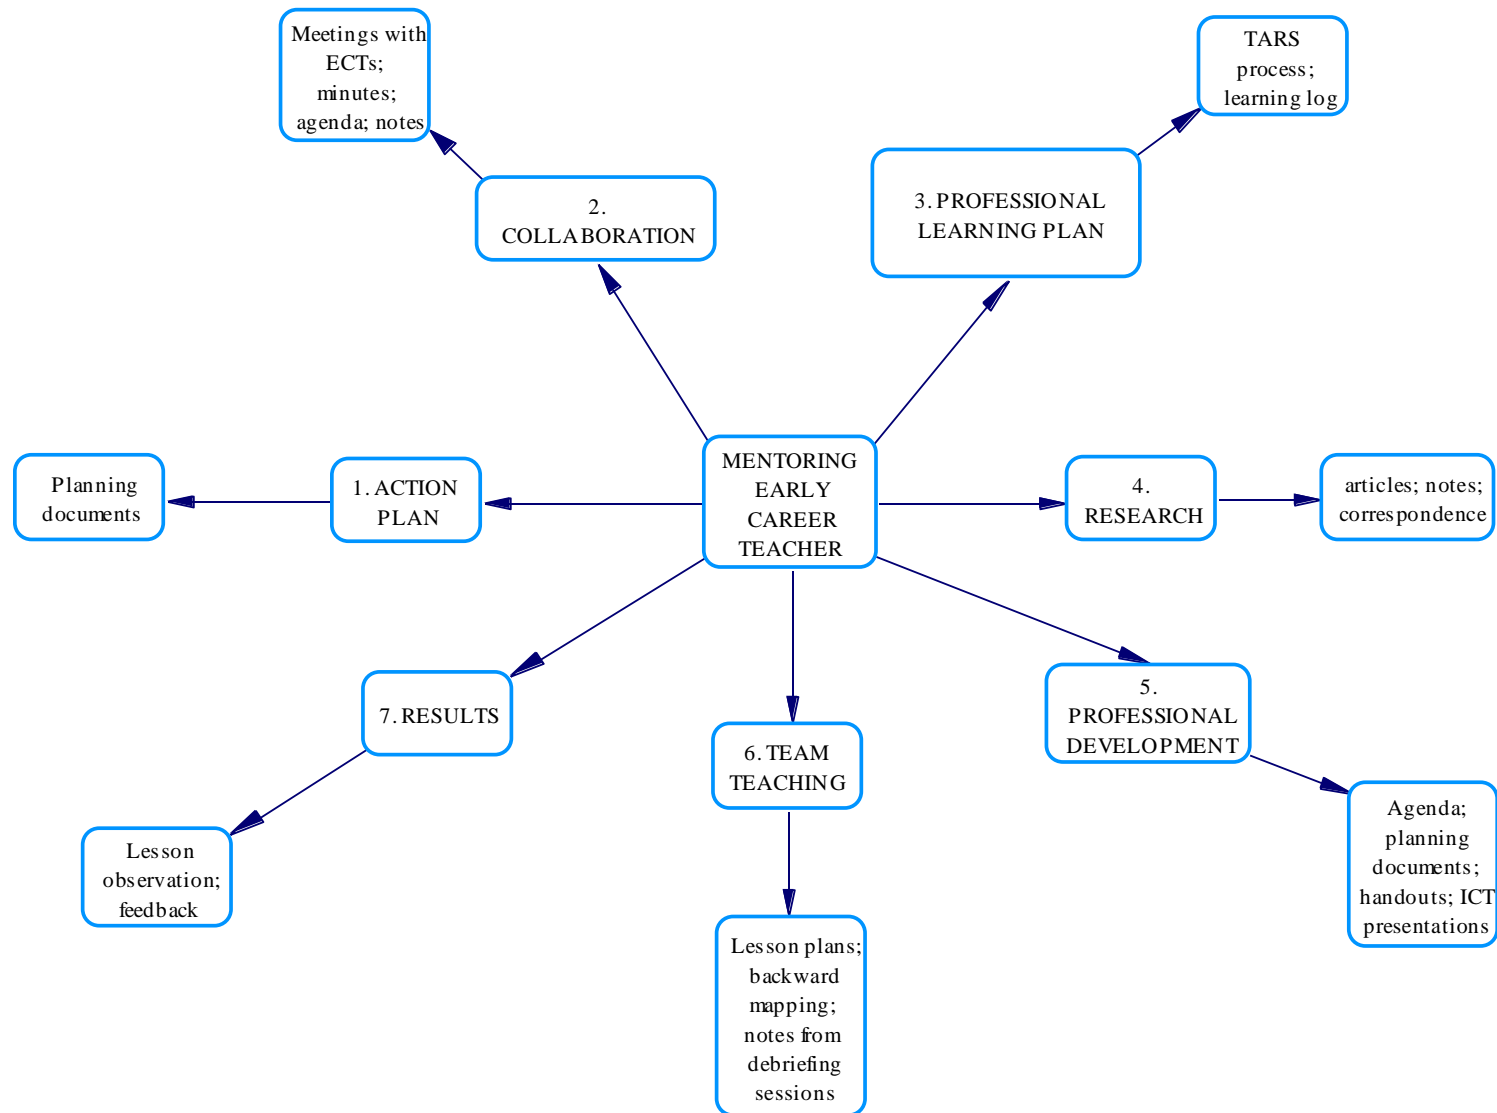 Meetings with
ECTs;
minutes;
agenda; notes
TARS
process;
learning log
2.
COLLABORATION
3. PROFESSIONAL
LEARNING PLAN
Planning
documents
1. ACTION
PLAN
MENTORING
EARLY
CAREER
TEACHER
4.
RESEARCH
articles; notes;
correspondence
7. RESULTS
6. TEAM
TEACHING
5.
PROFESSIONAL
DEVELOPMENT
Lesson
observation;
feedback
Lesson plans;
backward
mapping;
notes from
debriefing
sessions
Agenda;
planning
documents;
handouts; ICT
presentations